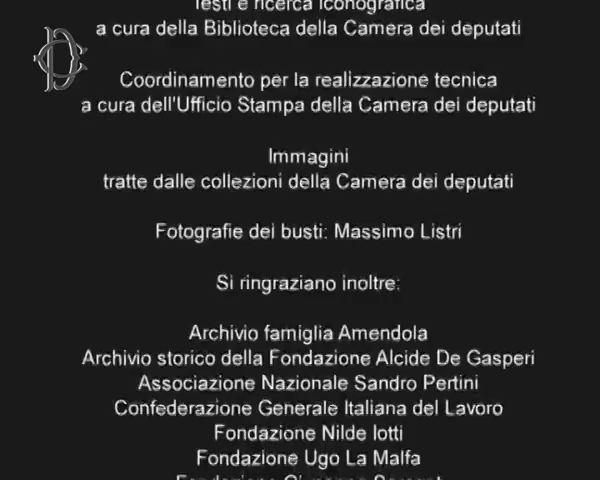 Testi e ricerca iconografica
a cura della Biblioteca della Camera dei deputati
Coordinamento per la realizzazione tecnica
a cura dell'Ufficio Stampa della Camera dei deputati
Immagini
tratte dalle collezioni della Camera dei deputati
Fotografie dei busti: Massimo Listri
Si ringraziano inoltre:
Archivio famiglia Amendola
Archivio storico della Fondazione Alcide De Gasperi
Associazione Nazionale Sandro Pertini
Confederazione Generale Italiana del Lavoro
Fondazione Nilde Iotti
Fondazione Ugo La Malfa